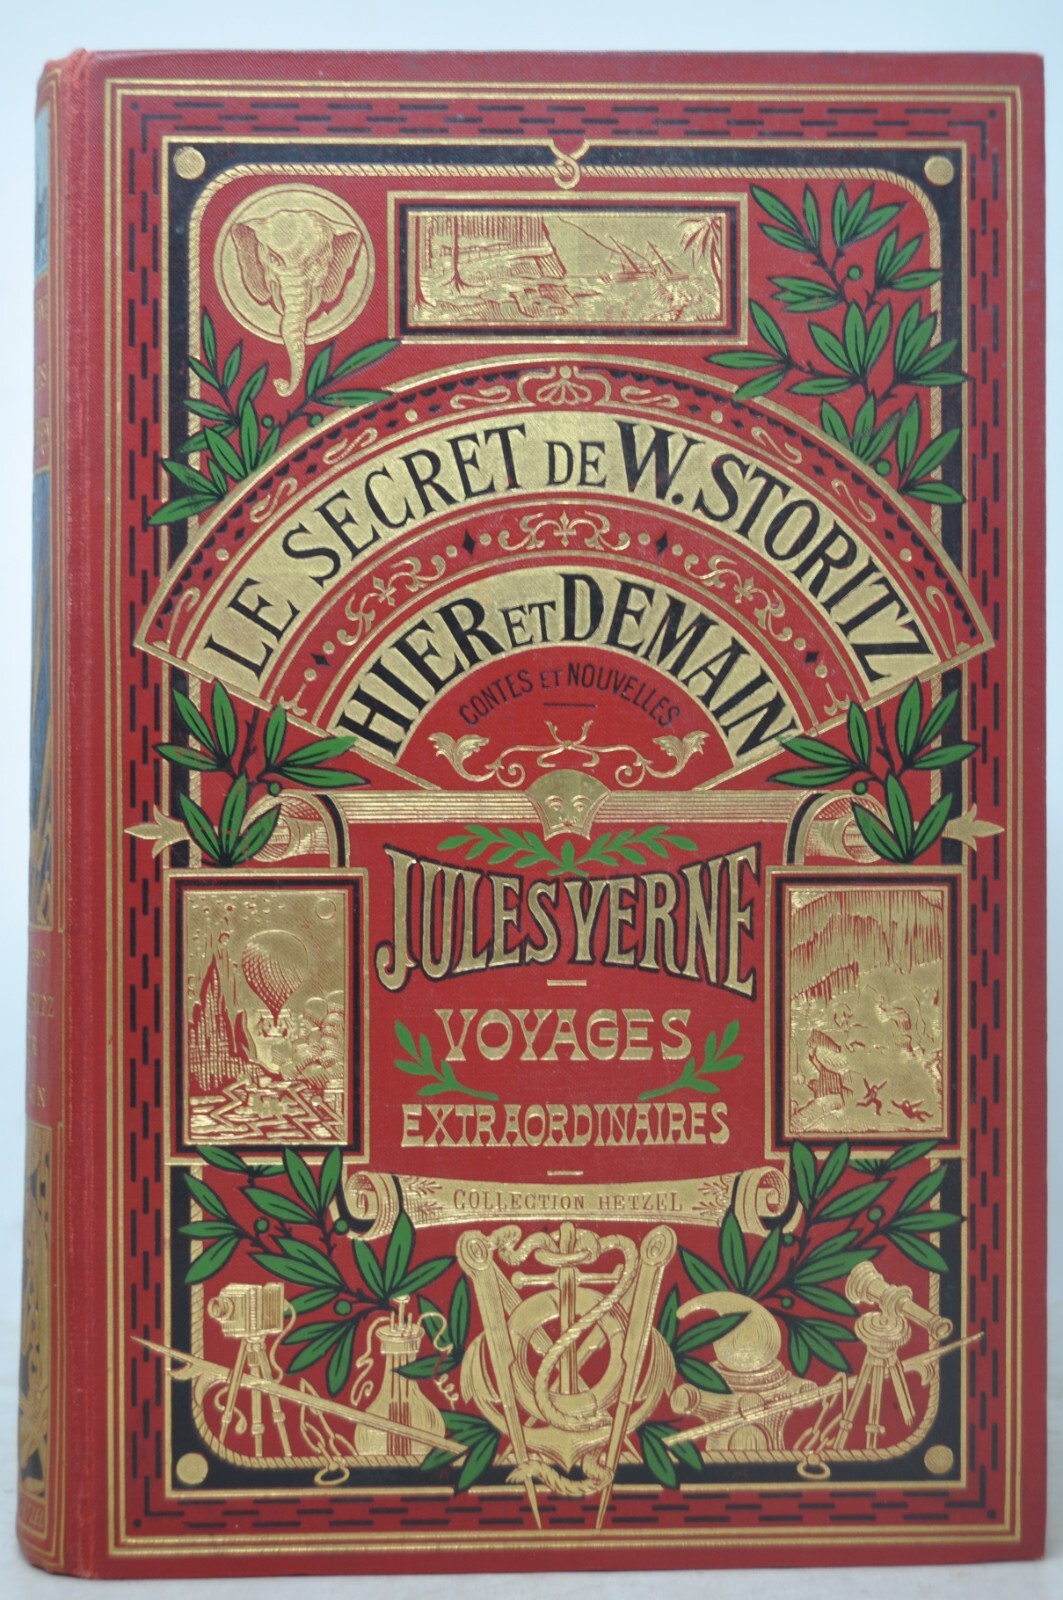 LE SECRET DE W. STORITZ
HIER ET DEMAIN
CONTES ET NOUVELLES
JULES VERNE
VOYAGES
EXTRAORDINAIRES
COLLECTION HETZEL